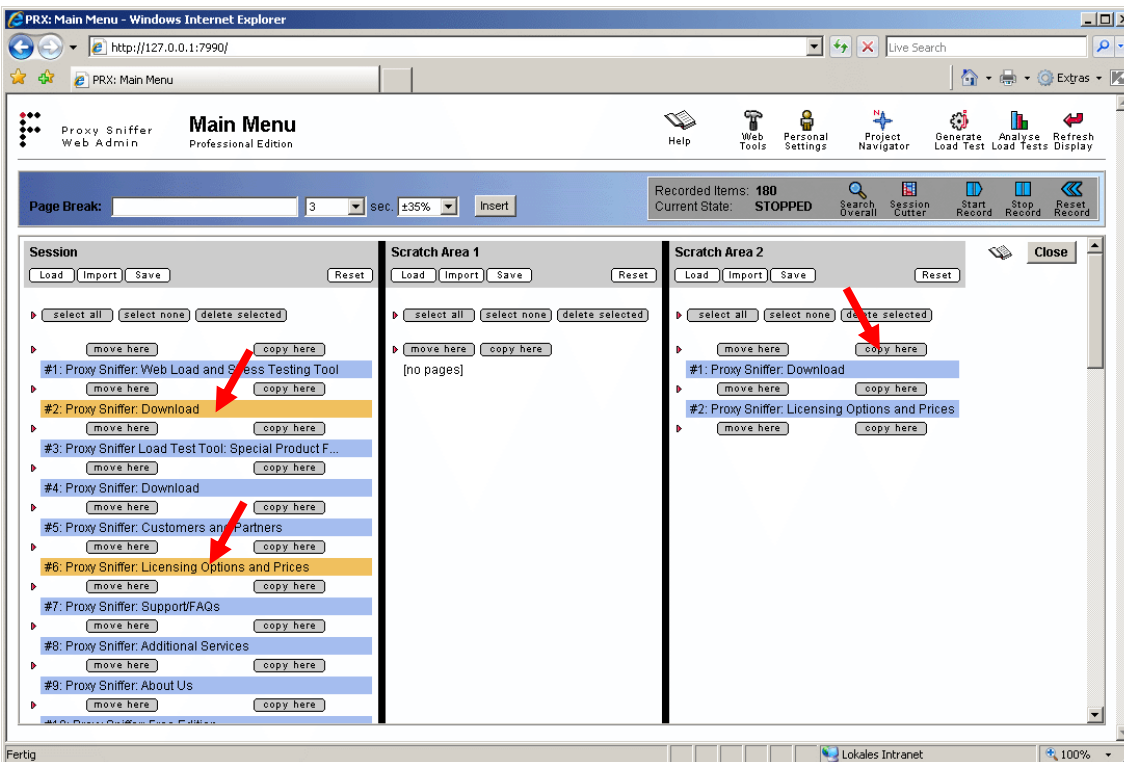 PRX: Main Menu - Windows Internet Explorer
http://127.0.0.1:7990/
Live Search
PRX: Main Menu
Extras
Proxy Sniffer
Web Admin
Main Menu
Professional Edition
Help
Web Tools
Personal Settings
Project Navigator
Generate Load Test
Analyse Load Tests
Refresh Display
Page Break:
3
sec.
±35%
Insert
Recorded Items: 180
Current State: STOPPED
Search Overall
Session Cutter
Start Record
Stop Record
Reset Record
Session
Load Import Save Reset
select all select none delete selected
move here copy here
#1: Proxy Sniffer: Web Load and Stress Testing Tool
move here copy here
#2: Proxy Sniffer: Download
move here copy here
#3: Proxy Sniffer Load Test Tool: Special Product F...
move here copy here
#4: Proxy Sniffer: Download
move here copy here
#5: Proxy Sniffer: Customers and Partners
move here copy here
#6: Proxy Sniffer: Licensing Options and Prices
move here copy here
#7: Proxy Sniffer: Support/FAQs
move here copy here
#8: Proxy Sniffer: Additional Services
move here copy here
#9: Proxy Sniffer: About Us
move here copy here
#10: Proxy Sniffer: Free Edition
Scratch Area 1
Load Import Save Reset
select all select none delete selected
move here copy here
[no pages]
Scratch Area 2
Load Import Save Reset
select all select none delete selected
move here copy here
#1: Proxy Sniffer: Download
move here copy here
#2: Proxy Sniffer: Licensing Options and Prices
move here copy here
Close
Fertig
Lokales Intranet
100%